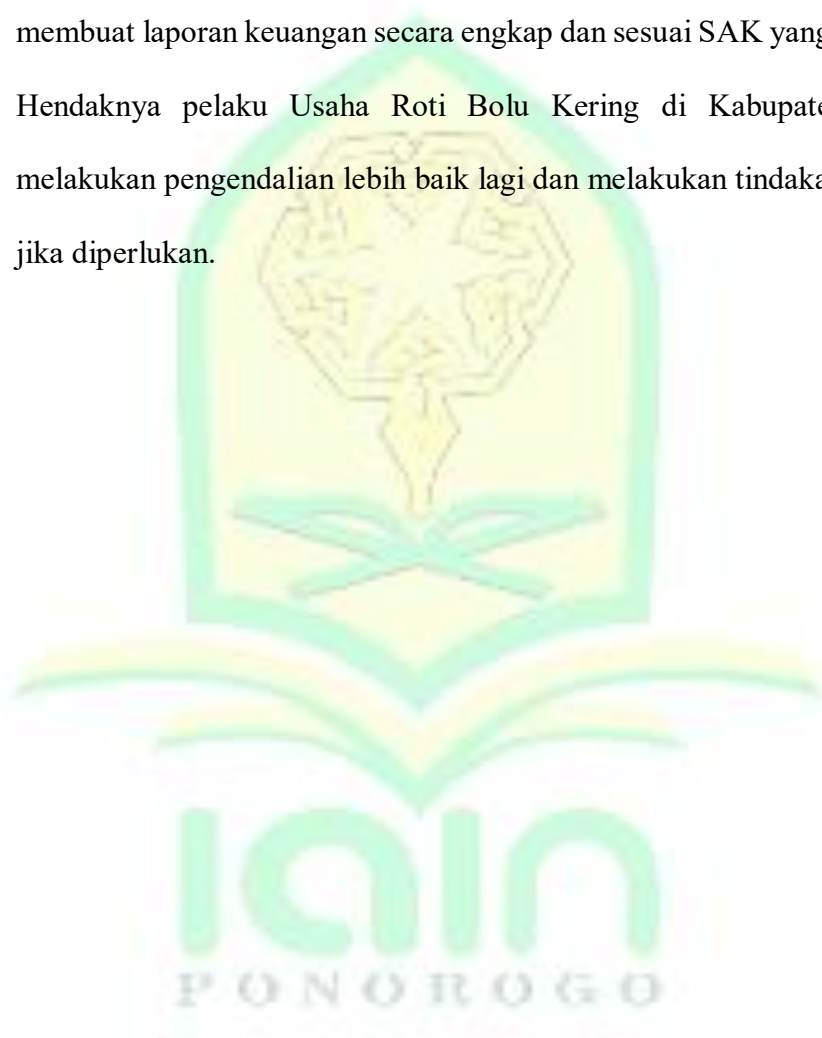 membuat laporan keuangan secara engkap dan sesuai SAK yang
Hendaknya pelaku Usaha Roti Bolu Kering di Kabupate
melakukan pengendalian lebih baik lagi dan melakukan tindaka
jika diperlukan.
iain
PONOROGO